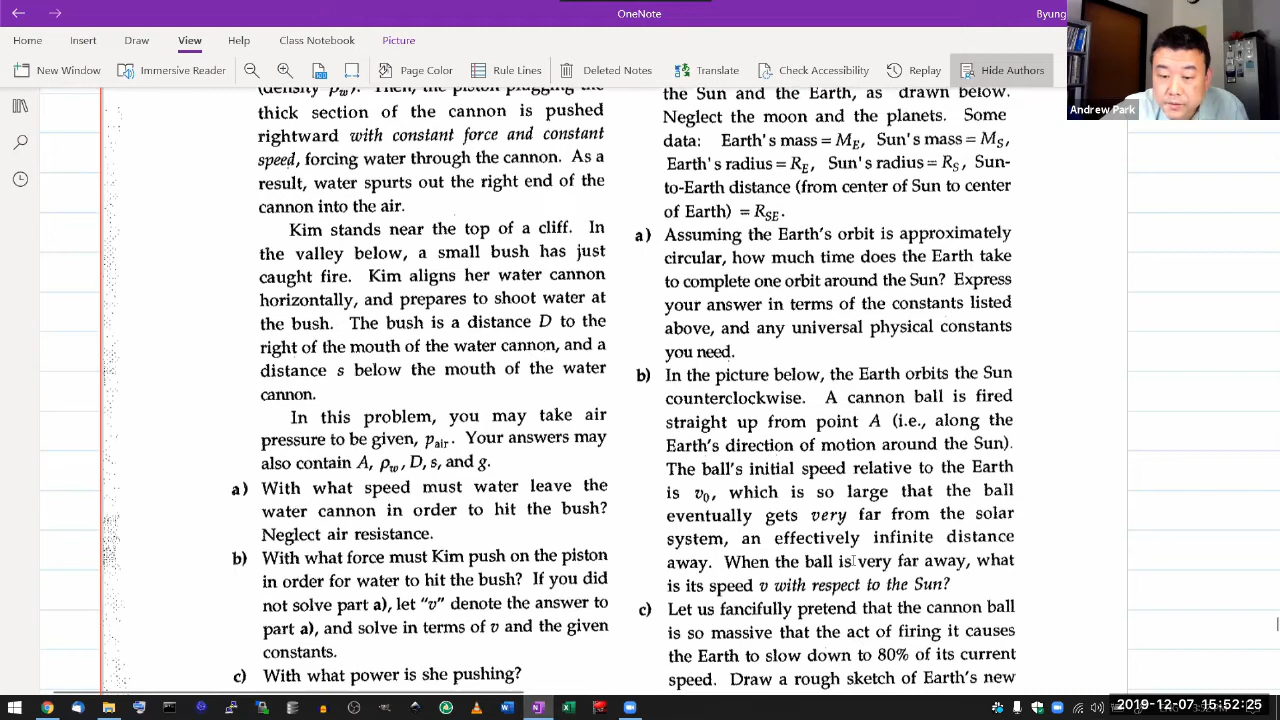 OneNote
Byung
Home Insert Draw View Help Class Notebook Picture
New Window Immersive Reader Page Color Rule Lines Deleted Notes Translate Check Accessibility Replay Hide Authors
Andrew Park
(density ρw). Then, the piston plugging the
thick section of the cannon is pushed
rightward with constant force and constant
speed, forcing water through the cannon. As a
result, water spurts out the right end of the
cannon into the air.
Kim stands near the top of a cliff. In
the valley below, a small bush has just
caught fire. Kim aligns her water cannon
horizontally, and prepares to shoot water at
the bush. The bush is a distance D to the
right of the mouth of the water cannon, and a
distance s below the mouth of the water
cannon.
In this problem, you may take air
pressure to be given, pair. Your answers may
also contain A, ρw, D, s, and g.
a) With what speed must water leave the
water cannon in order to hit the bush?
Neglect air resistance.
b) With what force must Kim push on the piston
in order for water to hit the bush? If you did
not solve part a), let "v" denote the answer to
part a), and solve in terms of v and the given
constants.
c) With what power is she pushing?
the Sun and the Earth, as drawn below.
Neglect the moon and the planets. Some
data: Earth's mass = ME, Sun's mass = MS,
Earth's radius = RE, Sun's radius = RS, Sun-
to-Earth distance (from center of Sun to center
of Earth) = RSE.
a) Assuming the Earth's orbit is approximately
circular, how much time does the Earth take
to complete one orbit around the Sun? Express
your answer in terms of the constants listed
above, and any universal physical constants
you need.
b) In the picture below, the Earth orbits the Sun
counterclockwise. A cannon ball is fired
straight up from point A (i.e., along the
Earth's direction of motion around the Sun).
The ball's initial speed relative to the Earth
is v0, which is so large that the ball
eventually gets very far from the solar
system, an effectively infinite distance
away. When the ball is very far away, what
is its speed v with respect to the Sun?
c) Let us fancifully pretend that the cannon ball
is so massive that the act of firing it causes
the Earth to slow down to 80% of its current
speed. Draw a rough sketch of Earth's new
2019-12-07 15:52:25